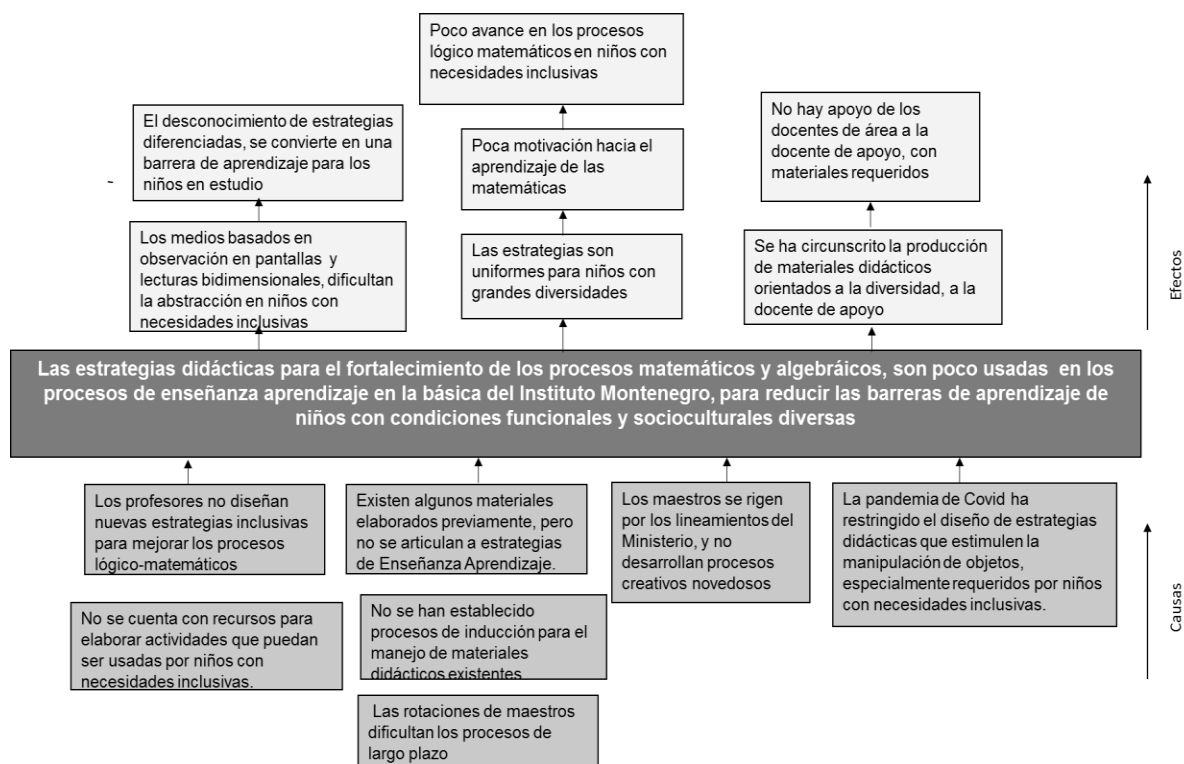 Poco avance en los procesos
lógico matemáticos en niños con
necesidades inclusivas
El desconocimiento de estrategias
diferenciadas, se convierte en una
barrera de aprendizaje para los
niños en estudio
Poca motivación hacia el
aprendizaje de las
matemáticas
No hay apoyo de los
docentes de área a la
docente de apoyo, con
materiales requeridos
Los medios basados en
observación en pantallas y
lecturas bidimensionales, dificultan
la abstracción en niños con
necesidades inclusivas
Las estrategias son
uniformes para niños con
grandes diversidades
Se ha circunscrito la producción
de materiales didácticos
orientados a la diversidad, a la
docente de apoyo
Efectos
Las estrategias didácticas para el fortalecimiento de los procesos matemáticos y algebráicos, son poco usadas en los
procesos de enseñanza aprendizaje en la básica del Instituto Montenegro, para reducir las barreras de aprendizaje de
niños con condiciones funcionales y socioculturales diversas
Los profesores no diseñan
nuevas estrategias inclusivas
para mejorar los procesos
lógico-matemáticos
Existen algunos materiales
elaborados previamente, pero
no se articulan a estrategias
de Enseñanza Aprendizaje.
Los maestros se rigen
por los lineamientos del
Ministerio, y no
desarrollan procesos
creativos novedosos
La pandemia de Covid ha
restringido el diseño de estrategias
didácticas que estimulen la
manipulación de objetos,
especialmente requeridos por niños
con necesidades inclusivas.
No se cuenta con recursos para
elaborar actividades que puedan
ser usadas por niños con
necesidades inclusivas.
No se han establecido
procesos de inducción para el
manejo de materiales
didácticos existentes
Las rotaciones de maestros
dificultan los procesos de
largo plazo
Causas